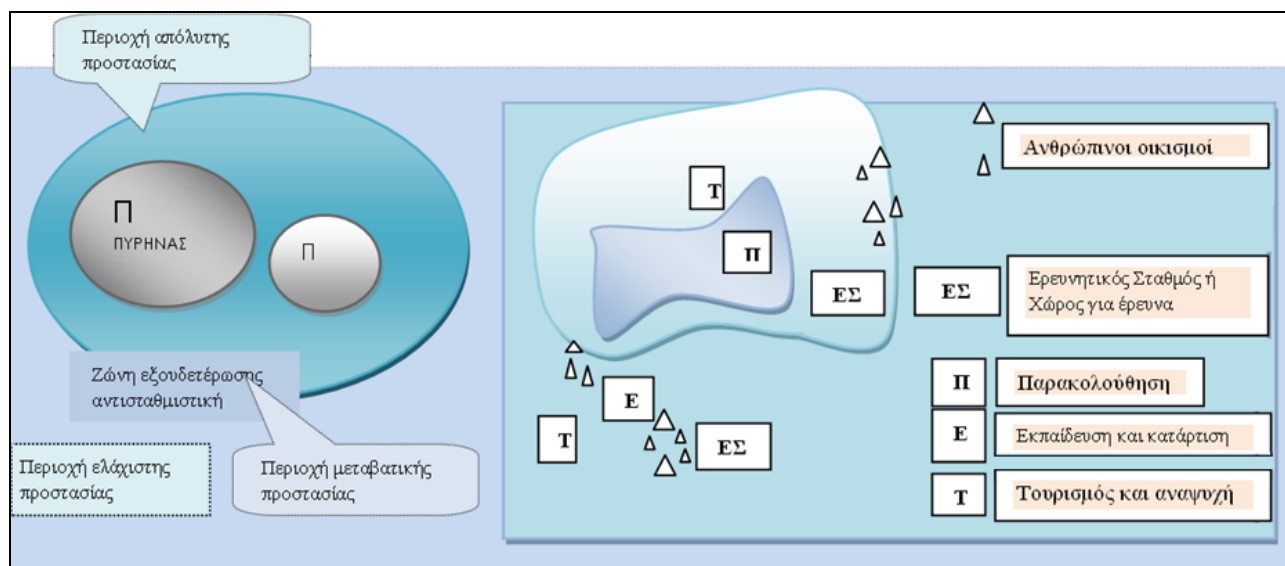 Περιοχή απόλυτης
προστασίας
Π
ΠΥΡΗΝΑΣ
Π
Ζώνη εξουδετέρωσης
αντισταθμιστική
Περιοχή ελάχιστης
προστασίας
Περιοχή μεταβατικής
προστασίας
Τ
Π
ΕΣ
Ε
Τ
ΕΣ
Ανθρώπινοι οικισμοί
ΕΣ
Ερευνητικός Σταθμός ή
Χώρος για έρευνα
Π
Παρακολούθηση
Ε
Εκπαίδευση και κατάρτιση
Τ
Τουρισμός και αναψυχή